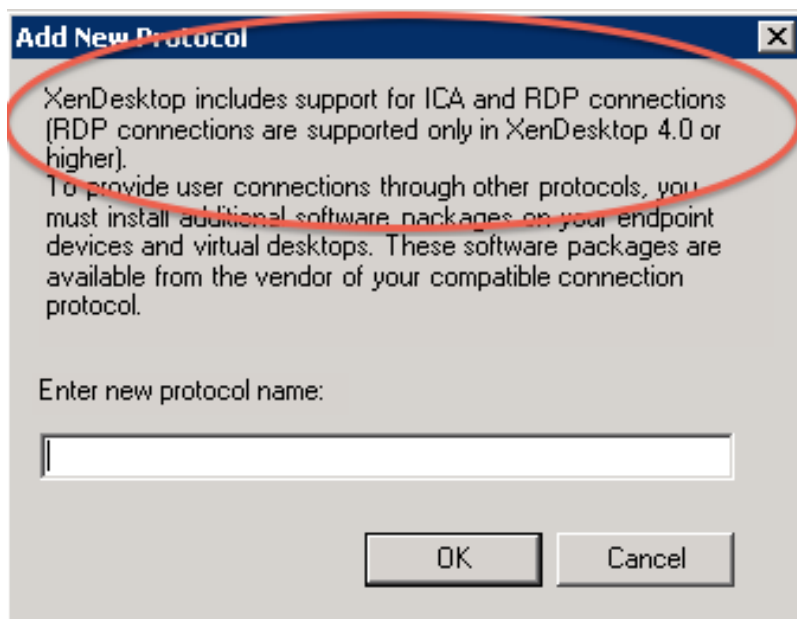 Add New Protocol
XenDesktop includes support for ICA and RDP connections
(RDP connections are supported only in XenDesktop 4.0 or
higher).
To provide user connections through other protocols, you
must install additional software packages on your endpoint
devices and virtual desktops. These software packages are
available from the vendor of your compatible connection
protocol.
Enter new protocol name:
OK
Cancel